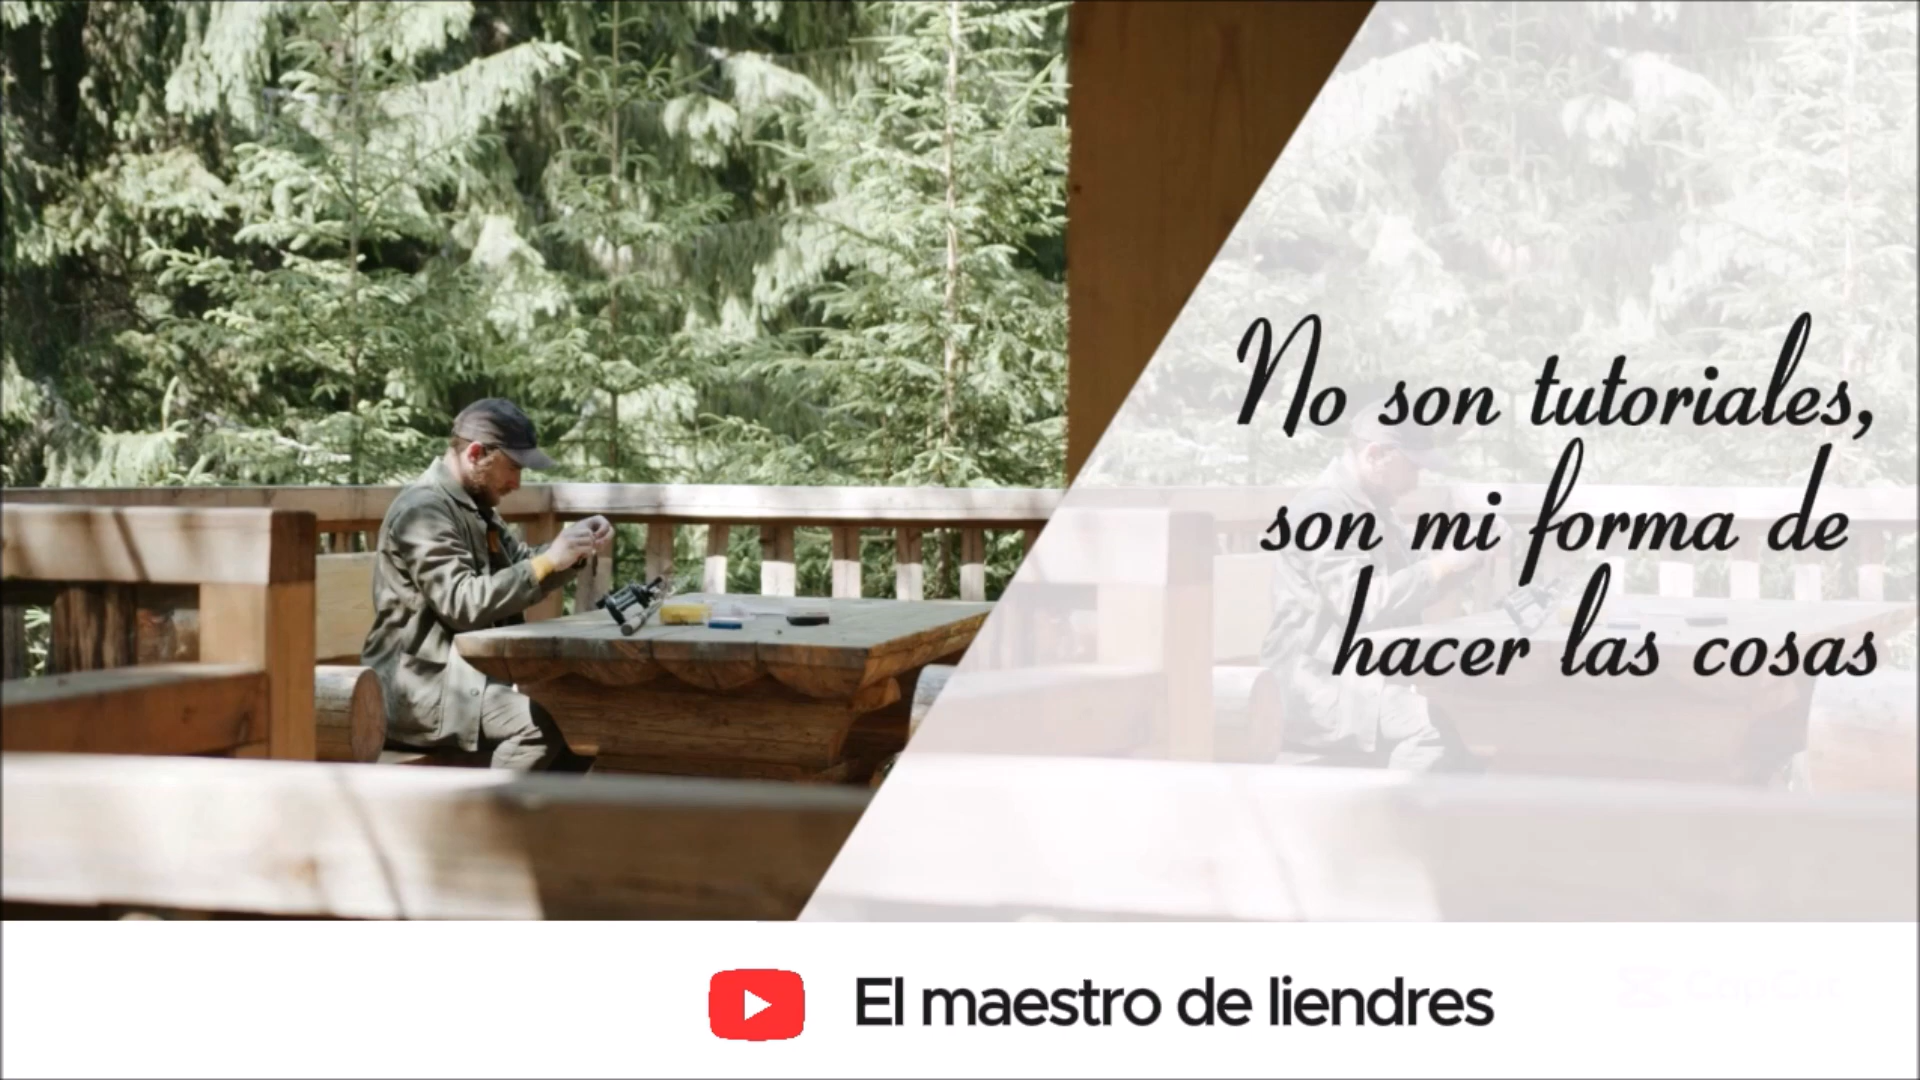 No son tutoriales,
son mi forma de
hacer las cosas
El maestro de liendres